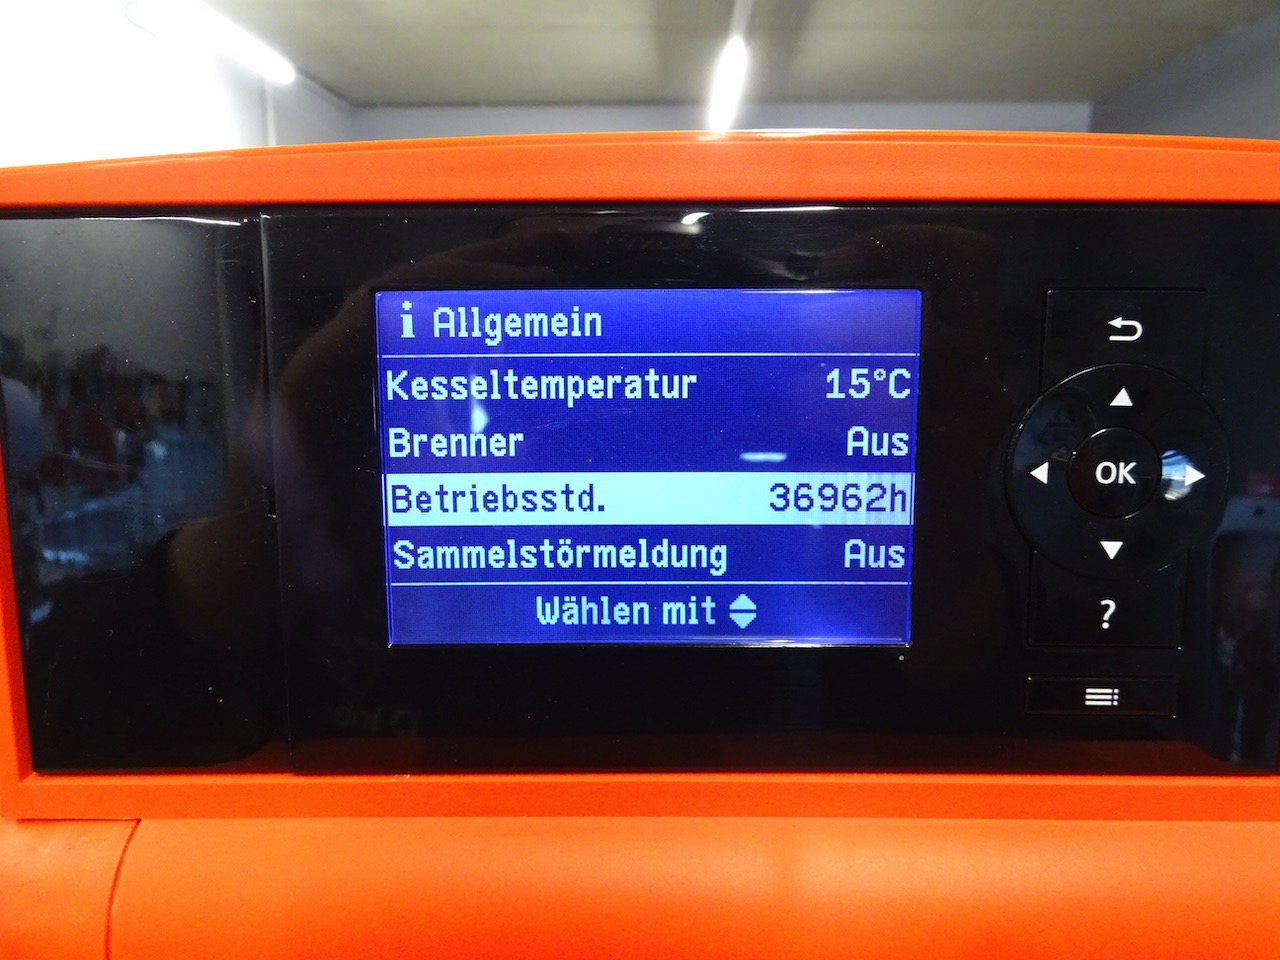 i Allgemein
Kesseltemperatur 15°C
Brenner Aus
Betriebsstd. 36962h
Sammelstörmeldung Aus
Wählen mit
OK
?